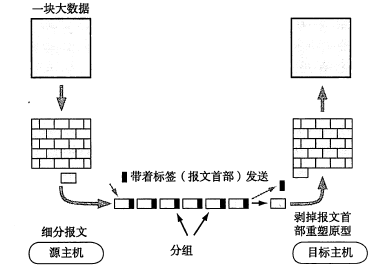 一块大数据
带着标签（报文首部）发送
细分报文
源主机
分组
剥掉报文首
部重塑原型
目标主机